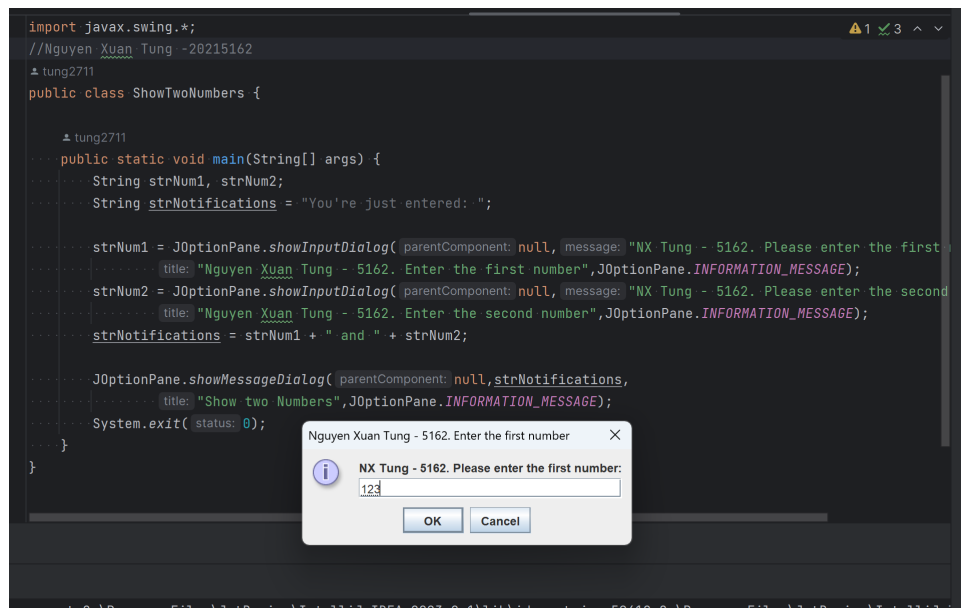 import javax.swing.*;
1 3
//Nguyen Xuan Tung -20215162
tung2711
public class ShowTwoNumbers {
tung2711
public static void main(String[] args) {
String strNum1, strNum2;
String strNotifications = "You're just entered: ";
strNum1 = JOptionPane.showInputDialog( parentComponent: null, message: "NX Tung - 5162. Please enter the first
title: "Nguyen Xuan Tung - 5162. Enter the first number",JOptionPane.INFORMATION_MESSAGE);
strNum2 = JOptionPane.showInputDialog( parentComponent: null, message: "NX Tung - 5162. Please enter the second
title: "Nguyen Xuan Tung - 5162. Enter the second number",JOptionPane.INFORMATION_MESSAGE);
strNotifications = strNum1 + " and " + strNum2;
JOptionPane.showMessageDialog( parentComponent: null,strNotifications,
title: "Show two Numbers",JOptionPane.INFORMATION_MESSAGE);
System.exit( status: 0);
}
}
Nguyen Xuan Tung - 5162. Enter the first number
NX Tung - 5162. Please enter the first number:
123
OK Cancel